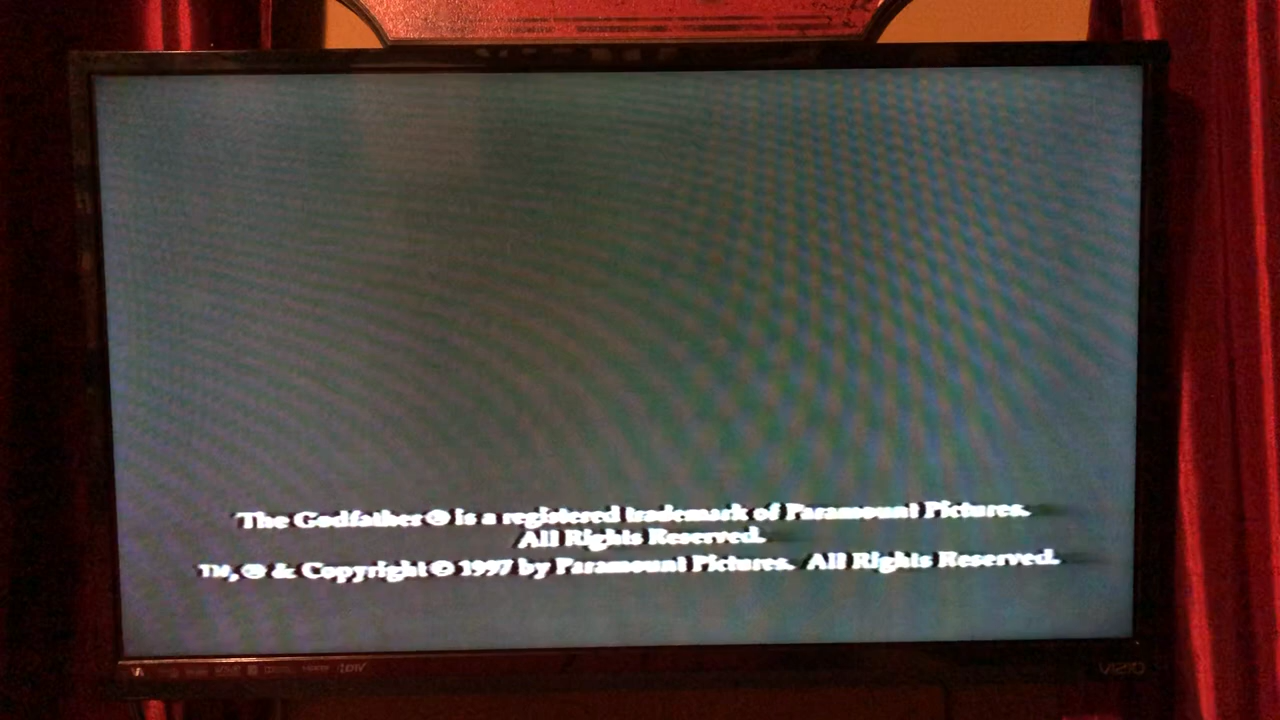 The Godfather ® is a registered trademark of Paramount Pictures.
All Rights Reserved.
™, ® & Copyright © 1997 by Paramount Pictures. All Rights Reserved.
VIZIO